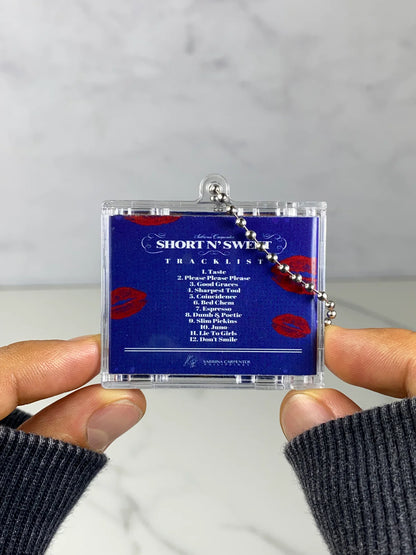 Sabrina Carpenter
SHORT N' SWEET
TRACKLIST
1. Taste
2. Please Please Please
3. Good Graces
4. Sharpest Tool
5. Coincidence
6. Bed Chem
7. Espresso
8. Dumb & Poetic
9. Slim Pickins
10. Juno
11. Lie To Girls
12. Don't Smile
SABRINA CARPENTER